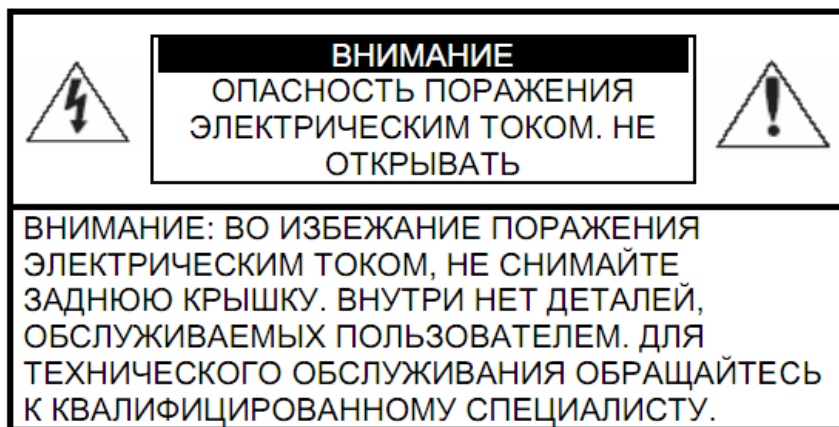 ВНИМАНИЕ
ОПАСНОСТЬ ПОРАЖЕНИЯ
ЭЛЕКТРИЧЕСКИМ ТОКОМ. НЕ
ОТКРЫВАТЬ
ВНИМАНИЕ: ВО ИЗБЕЖАНИЕ ПОРАЖЕНИЯ
ЭЛЕКТРИЧЕСКИМ ТОКОМ, НЕ СНИМАЙТЕ
ЗАДНЮЮ КРЫШКУ. ВНУТРИ НЕТ ДЕТАЛЕЙ,
ОБСЛУЖИВАЕМЫХ ПОЛЬЗОВАТЕЛЕМ. ДЛЯ
ТЕХНИЧЕСКОГО ОБСЛУЖИВАНИЯ ОБРАЩАЙТЕСЬ
К КВАЛИФИЦИРОВАННОМУ СПЕЦИАЛИСТУ.